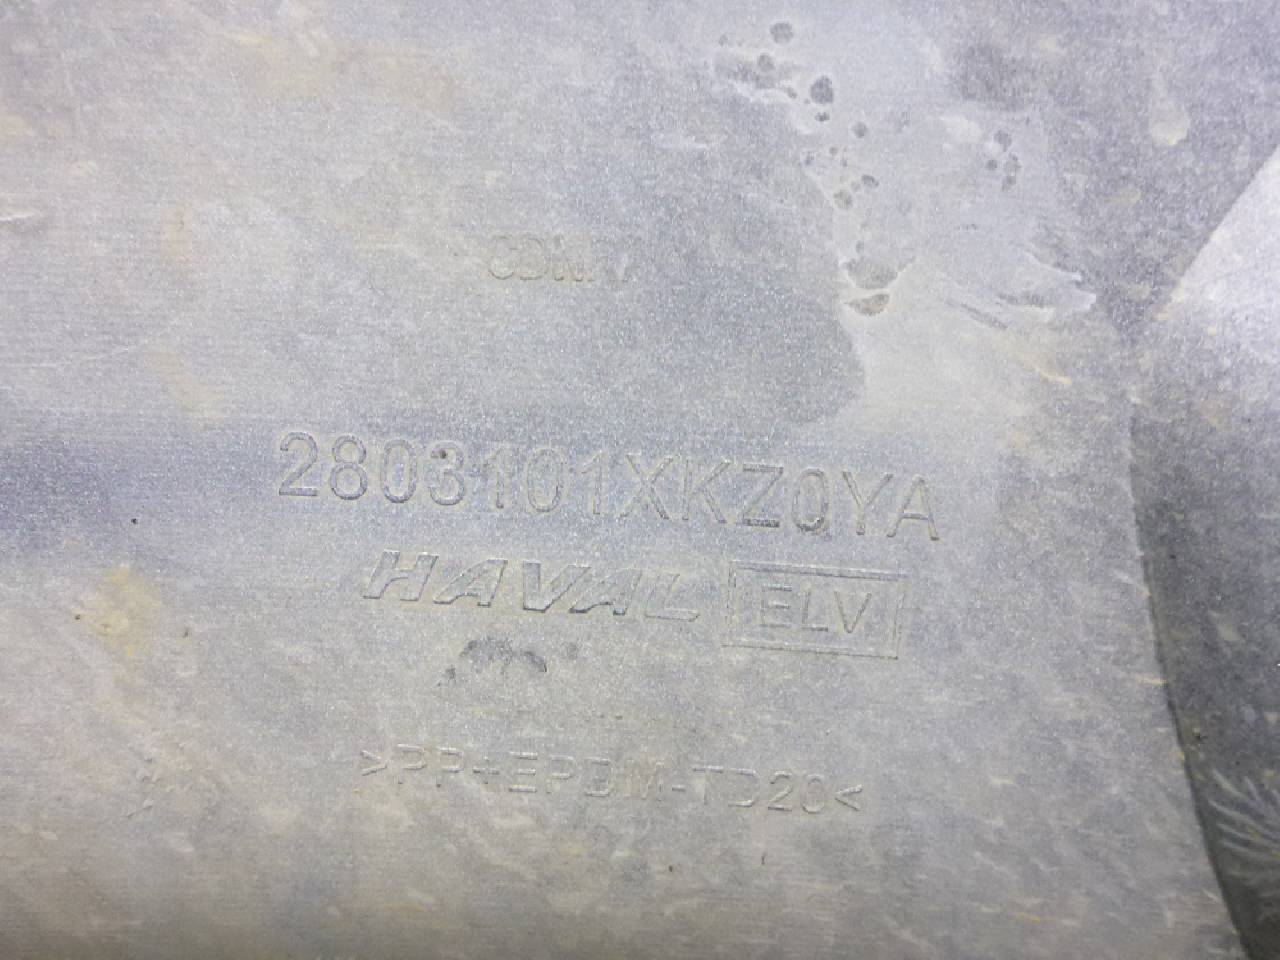 2803101XKZ0YA
HAVAL ELV
>PP+EPDM-TD20<